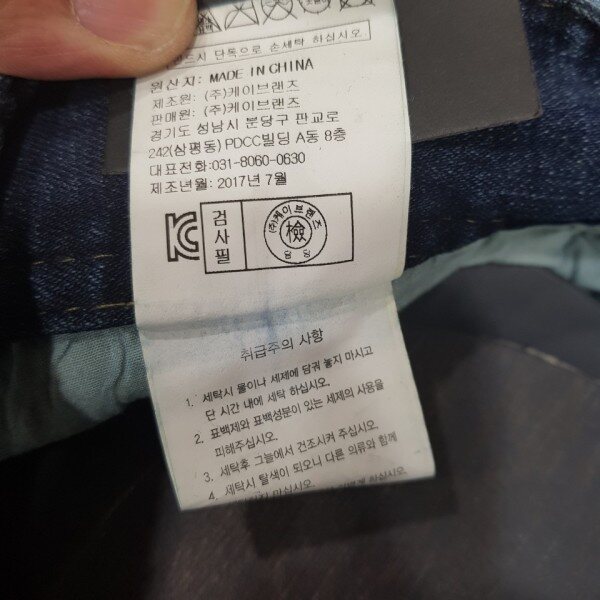 반드시 단독으로 손세탁 하십시오.
원산지: MADE IN CHINA
제조원: (주)케이브랜즈
판매원: (주)케이브랜즈
경기도 성남시 분당구 판교로
242(삼평동) PDCC빌딩 A동 8층
대표전화:031-8060-0630
제조년월: 2017년 7월
검사필
(주)케이브랜즈
檢
담당
취급주의 사항
1. 세탁시 물이나 세제에 담궈 놓지 마시고
단 시간 내에 세탁 하십시오.
2. 표백제와 표백성분이 있는 세제의 사용을
피해주십시오.
3. 세탁후 그늘에서 건조시켜 주십시오.
4. 세탁시 탈색이 되오니 다른 의류와 함께
마십시오.